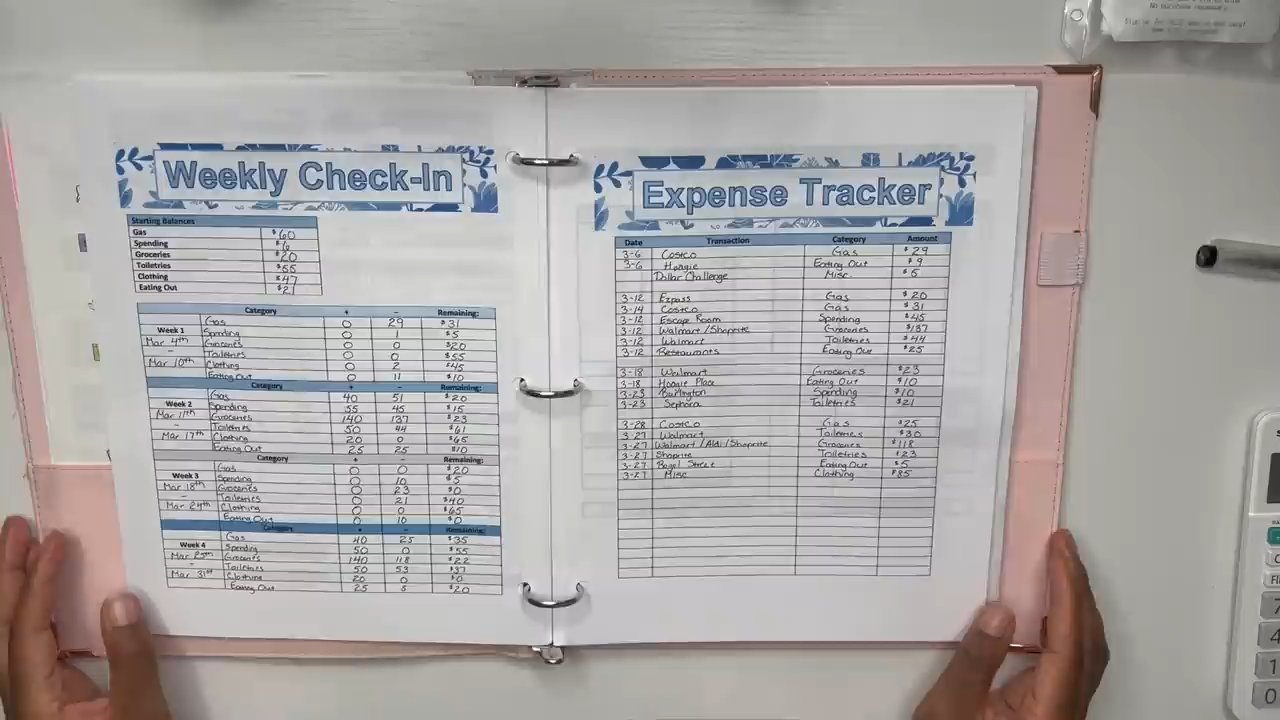 No purchase necessary.
Weekly Check-In
Starting Balances
Gas $60
Spending $6
Groceries $20
Toiletries $55
Clothing $47
Eating Out $21
Category + - Remaining:
Week 1
Mar 4th - Mar 10th
Gas 0 29 $31
Spending 0 $5
Groceries 0 0 $20
Toiletries 0 0 $55
Clothing 0 2 $45
Eating Out 0 11 $10
Category + - Remaining:
Week 2
Mar 11th - Mar 17th
Gas 40 51 $20
Spending 55 45 $15
Groceries 140 137 $23
Toiletries 50 44 $61
Clothing 20 0 $65
Eating Out 25 25 $10
Category + - Remaining:
Week 3
Mar 18th - Mar 24th
Gas 0 0 $20
Spending 0 10 $5
Groceries 0 23 $0
Toiletries 0 21 $40
Clothing 0 0 $65
Eating Out 0 10 $0
Category + - Remaining:
Week 4
Mar 25th - Mar 31st
Gas 40 25 $35
Spending 50 0 $55
Groceries 140 118 $22
Toiletries 50 53 $37
Clothing 20 0 $0
Eating Out 25 5 $20
Expense Tracker
Date Transaction Category Amount
3-6 Costco Gas $29
3-6 Hoagie Eating Out $9
Dollar Challenge Misc. $5
3-12 Ezpass Gas $20
3-14 Costco Gas $31
3-12 Escape Room Spending $45
3-12 Walmart/Shoprite Groceries $137
3-12 Walmart Toiletries $44
3-12 Restaurants Eating Out $25
3-18 Walmart Groceries $23
3-18 Hoagie Place Eating Out $10
3-23 Burlington Spending $10
3-23 Sephora Toiletries $21
3-28 Costco Gas $25
3-27 Walmart Toiletries $30
3-27 Walmart/Aldi/Shoprite Groceries $118
3-27 Shoprite Toiletries $23
3-27 Bagel Street Eating Out $5
3-27 Misc Clothing $85
7
4
1
0